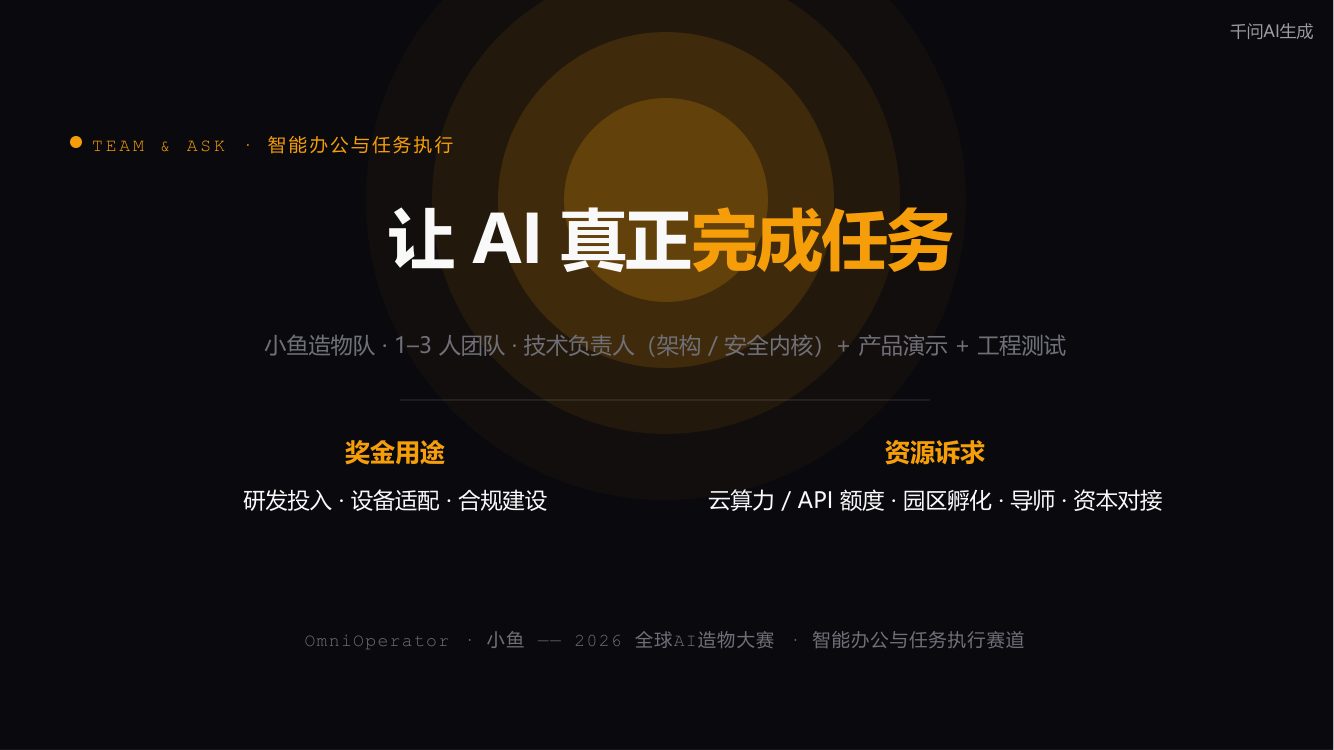 千问AI生成
TEAM & ASK · 智能办公与任务执行
让 AI 真正完成任务
小鱼造物队 · 1–3 人团队 · 技术负责人（架构 / 安全内核）+ 产品演示 + 工程测试
奖金用途
研发投入 · 设备适配 · 合规建设
资源诉求
云算力 / API 额度 · 园区孵化 · 导师 · 资本对接
OmniOperator · 小鱼 —— 2026 全球AI造物大赛 · 智能办公与任务执行赛道